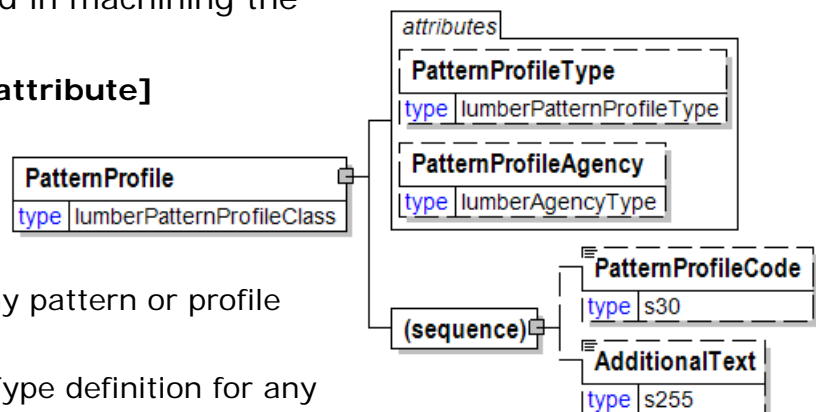 d in machining the
attributes
PatternProfileType
type lumberPatternProfileType
attribute]
PatternProfileAgency
type lumberAgencyType
PatternProfile
type lumberPatternProfileClass
y pattern or profile
(sequence)
PatternProfileCode
type s30
AdditionalText
type s255
Type definition for any